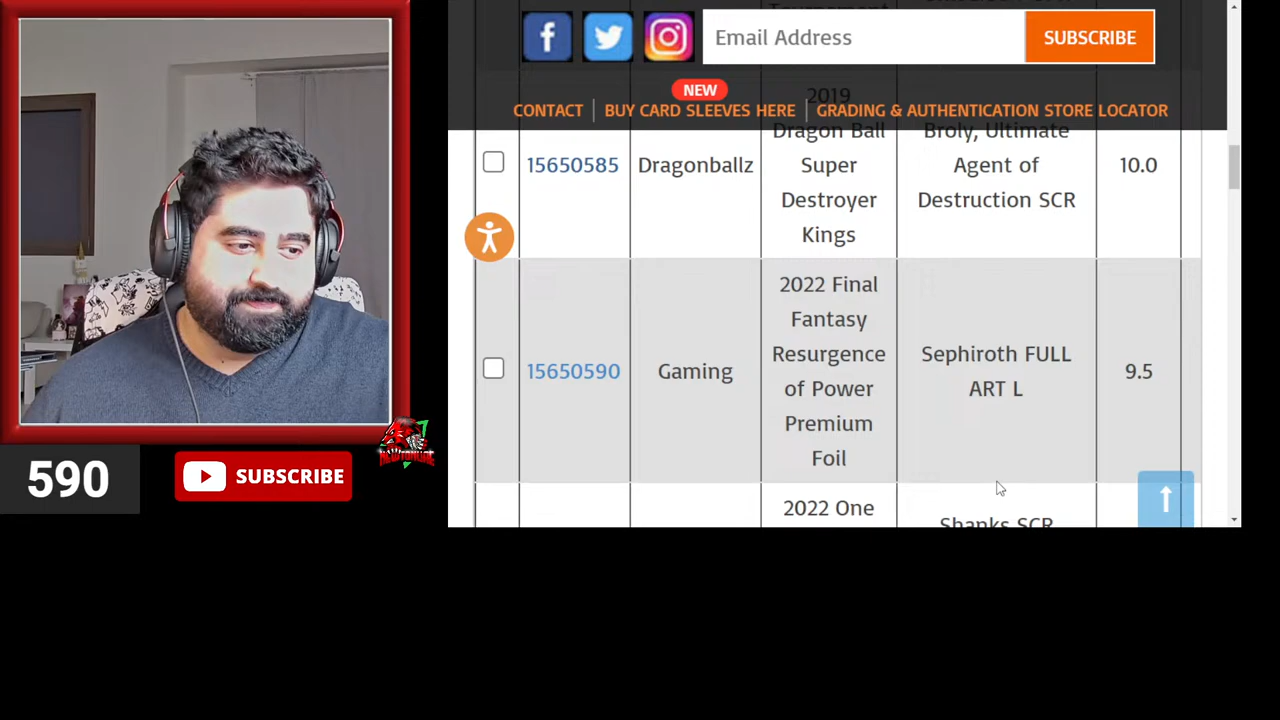 Email Address
SUBSCRIBE
NEW
CONTACT
BUY CARD SLEEVES HERE
GRADING & AUTHENTICATION STORE LOCATOR
15650585
Dragonballz
2019
Dragon Ball
Super
Destroyer
Kings
Broly, Ultimate
Agent of
Destruction SCR
10.0
15650590
Gaming
2022 Final
Fantasy
Resurgence
of Power
Premium
Foil
Sephiroth FULL
ART L
9.5
2022 One
Shanks SCR
590
SUBSCRIBE